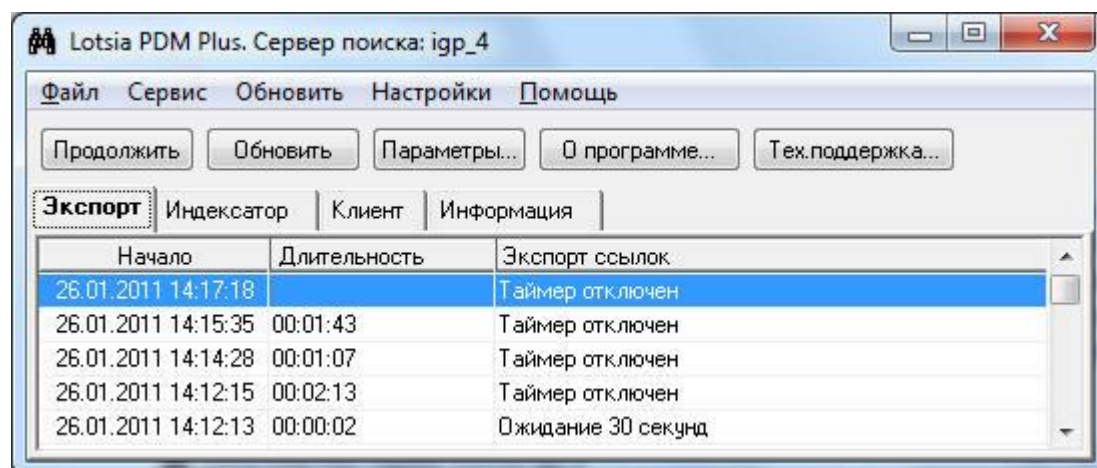 Lotsia PDM Plus. Сервер поиска: igp_4
Файл Сервис Обновить Настройки Помощь
Продолжить Обновить Параметры... О программе... Тех.поддержка...
Экспорт Индексатор Клиент Информация
Начало Длительность Экспорт ссылок
26.01.2011 14:17:18 Таймер отключен
26.01.2011 14:15:35 00:01:43 Таймер отключен
26.01.2011 14:14:28 00:01:07 Таймер отключен
26.01.2011 14:12:15 00:02:13 Таймер отключен
26.01.2011 14:12:13 00:00:02 Ожидание 30 секунд